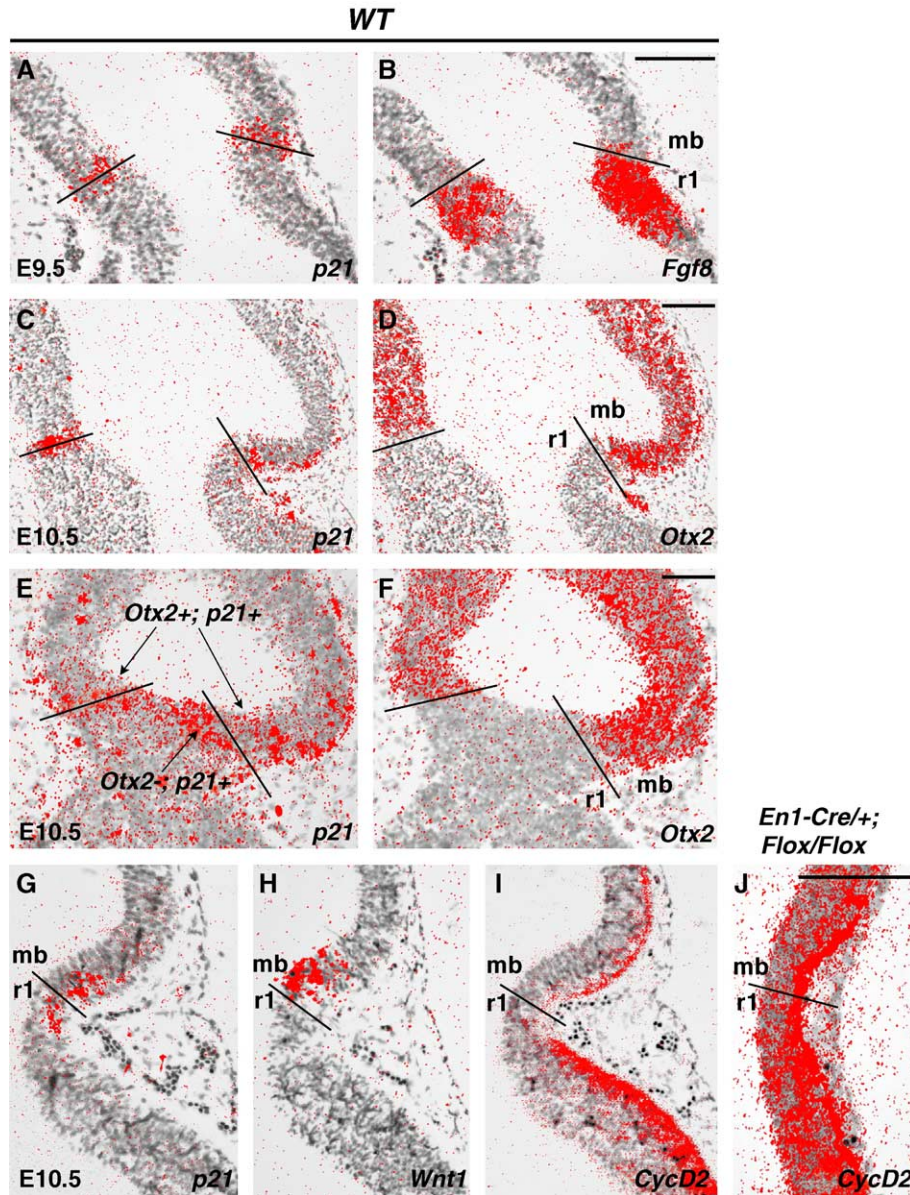 WT
A
B
mb
r1
E9.5
p21
Fgf8
C
D
mb
r1
E10.5
p21
Otx2
E
F
Otx2+; p21+
Otx2-; p21+
r1
mb
E10.5
p21
Otx2
En1-Cre/+;
Flox/Flox
G
H
I
J
mb
r1
mb
r1
mb
r1
mb
r1
E10.5
p21
Wnt1
CycD2
CycD2